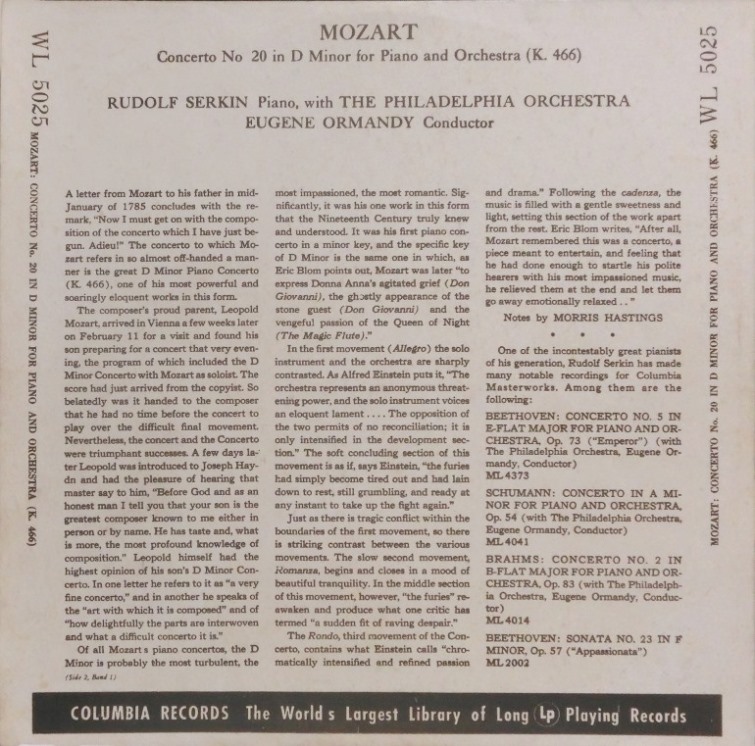 MOZART
Concerto No 20 in D Minor for Piano and Orchestra (K. 466)
RUDOLF SERKIN Piano, with THE PHILADELPHIA ORCHESTRA
EUGENE ORMANDY Conductor
WL 5025
MOZART: CONCERTO No. 20 IN D MINOR FOR PIANO AND ORCHESTRA (K. 466)
A letter from Mozart to his father in mid-
January of 1785 concludes with the re-
mark, "Now I must get on with the compo-
sition of the concerto which I have just be-
gun. Adieu!" The concerto to which Mo-
zart refers in so almost off-handed a man-
ner is the great D Minor Piano Concerto
(K. 466), one of his most powerful and
soaringly eloquent works in this form.
The composer's proud parent, Leopold
Mozart, arrived in Vienna a few weeks later
on February 11 for a visit and found his
son preparing for a concert that very even-
ing, the program of which included the D
Minor Concerto with Mozart as soloist. The
score had just arrived from the copyist. So
belatedly was it handed to the composer
that he had no time before the concert to
play over the difficult final movement.
Nevertheless, the concert and the Concerto
were triumphant successes. A few days la-
ter Leopold was introduced to Joseph Hay-
dn and had the pleasure of hearing that
master say to him, "Before God and as an
honest man I tell you that your son is the
greatest composer known to me either in
person or by name. He has taste and, what
is more, the most profound knowledge of
composition." Leopold himself had the
highest opinion of his son's D Minor Con-
certo. In one letter he refers to it as "a very
fine concerto," and in another he speaks of
the "art with which it is composed" and of
"how delightfully the parts are interwoven
and what a difficult concerto it is."
Of all Mozart s piano concertos, the D
Minor is probably the most turbulent, the
(Side 2, Band 1)
most impassioned, the most romantic. Sig-
nificantly, it was his one work in this form
that the Nineteenth Century truly knew
and understood. It was his first piano con-
certo in a minor key, and the specific key
of D Minor is the same one in which, as
Eric Blom points out, Mozart was later "to
express Donna Anna's agitated grief (Don
Giovanni), the ghostly appearance of the
stone guest (Don Giovanni) and the
vengeful passion of the Queen of Night
(The Magic Flute)."
In the first movement (Allegro) the solo
instrument and the orchestra are sharply
contrasted. As Alfred Einstein puts it, "The
orchestra represents an anonymous threat-
ening power, and the solo instrument voices
an eloquent lament . . . . The opposition of
the two permits of no reconciliation; it is
only intensified in the development sec-
tion." The soft concluding section of this
movement is as if, says Einstein, "the furies
had simply become tired out and had lain
down to rest, still grumbling, and ready at
any instant to take up the fight again."
Just as there is tragic conflict within the
boundaries of the first movement, so there
is striking contrast between the various
movements. The slow second movement,
Romanza, begins and closes in a mood of
beautiful tranquility. In the middle section
of this movement, however, "the furies" re-
awaken and produce what one critic has
termed "a sudden fit of raving despair."
The Rondo, third movement of the Con-
certo, contains what Einstein calls "chro-
matically intensified and refined passion
and drama." Following the cadenza, the
music is filled with a gentle sweetness and
light, setting this section of the work apart
from the rest. Eric Blom writes, "After all,
Mozart remembered this was a concerto, a
piece meant to entertain, and feeling that
he had done enough to startle his polite
hearers with his most impassioned music,
he relieved them at the end and let them
go away emotionally relaxed . . "
Notes by MORRIS HASTINGS
• • •
One of the incontestably great pianists
of his generation, Rudolf Serkin has made
many notable recordings for Columbia
Masterworks. Among them are the
following:
BEETHOVEN: CONCERTO NO. 5 IN
E-FLAT MAJOR FOR PIANO AND OR-
CHESTRA, Op. 73 ("Emperor") (with
The Philadelphia Orchestra, Eugene Or-
mandy, Conductor)
ML 4373
SCHUMANN: CONCERTO IN A MI-
NOR FOR PIANO AND ORCHESTRA,
Op. 54 (with The Philadelphia Orchestra,
Eugene Ormandy, Conductor)
ML 4041
BRAHMS: CONCERTO NO. 2 IN
B-FLAT MAJOR FOR PIANO AND OR-
CHESTRA, Op. 83 (with The Philadelph-
ia Orchestra, Eugene Ormandy, Conduc-
tor)
ML 4014
BEETHOVEN: SONATA NO. 23 IN F
MINOR, Op. 57 ("Appassionata")
ML 2002
MOZART: CONCERTO No. 20 IN D MINOR FOR PIANO AND ORCHESTRA (K. 466)
WL 5025
COLUMBIA RECORDS The World s Largest Library of Long Lp Playing Records